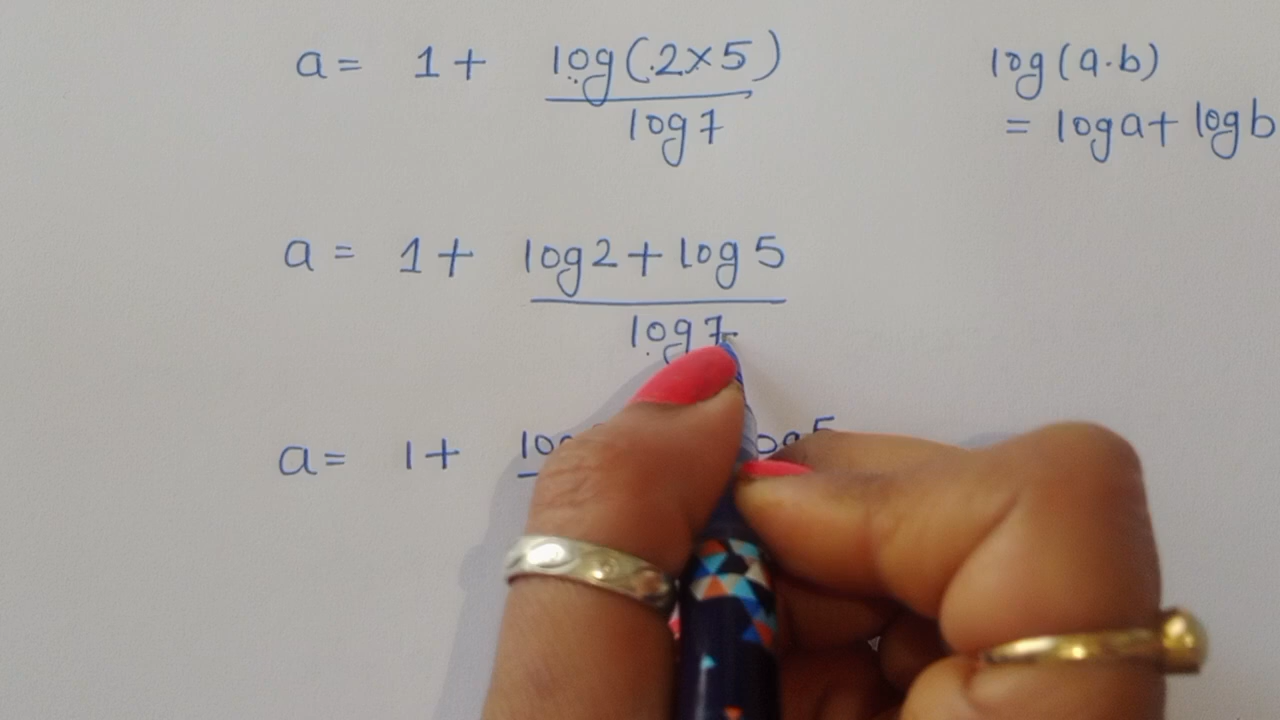 a = 1 + log(2×5)
log 7
log(a.b)
= log a + log b
a = 1 + log 2 + log 5
log 7
a = 1 +